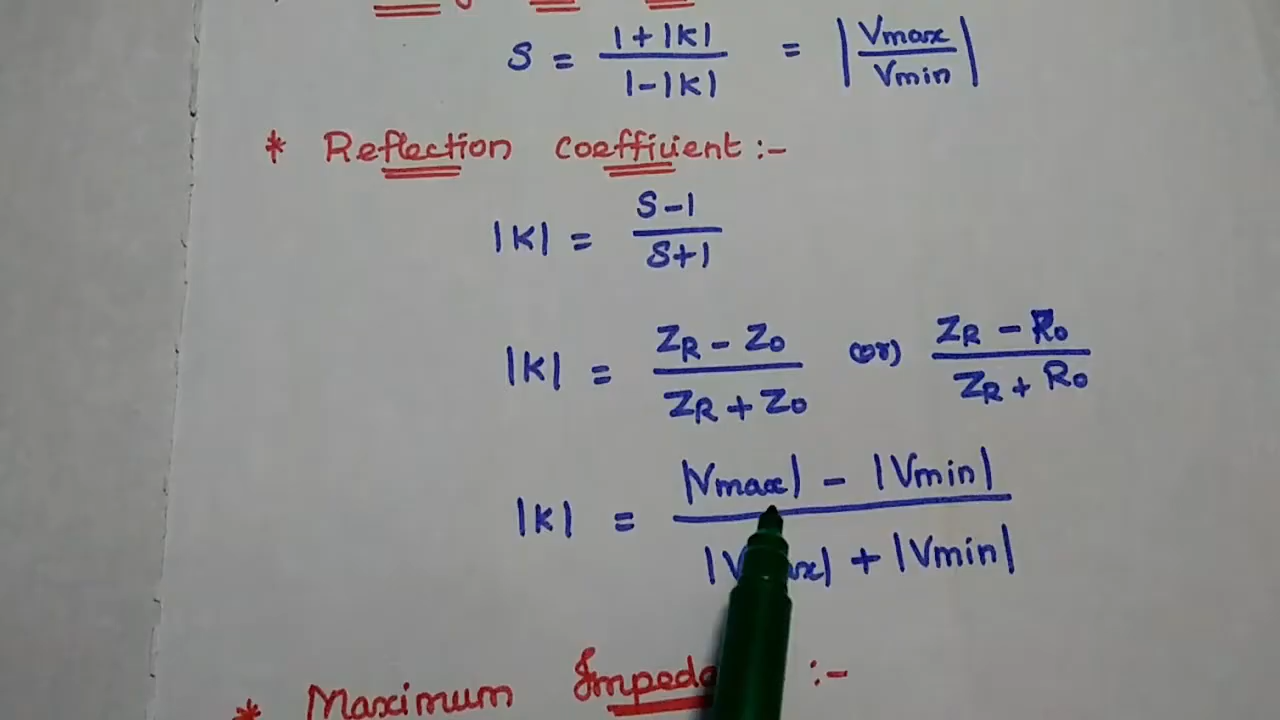 S = 1+|K| / 1-|K| = |Vmax / Vmin|
* Reflection coefficient :-
|K| = S-1 / S+1
|K| = ZR - Z0 / ZR + Z0 (or) ZR - R0 / ZR + R0
|K| = |Vmax| - |Vmin| / |Vmax| + |Vmin|
* Maximum :-